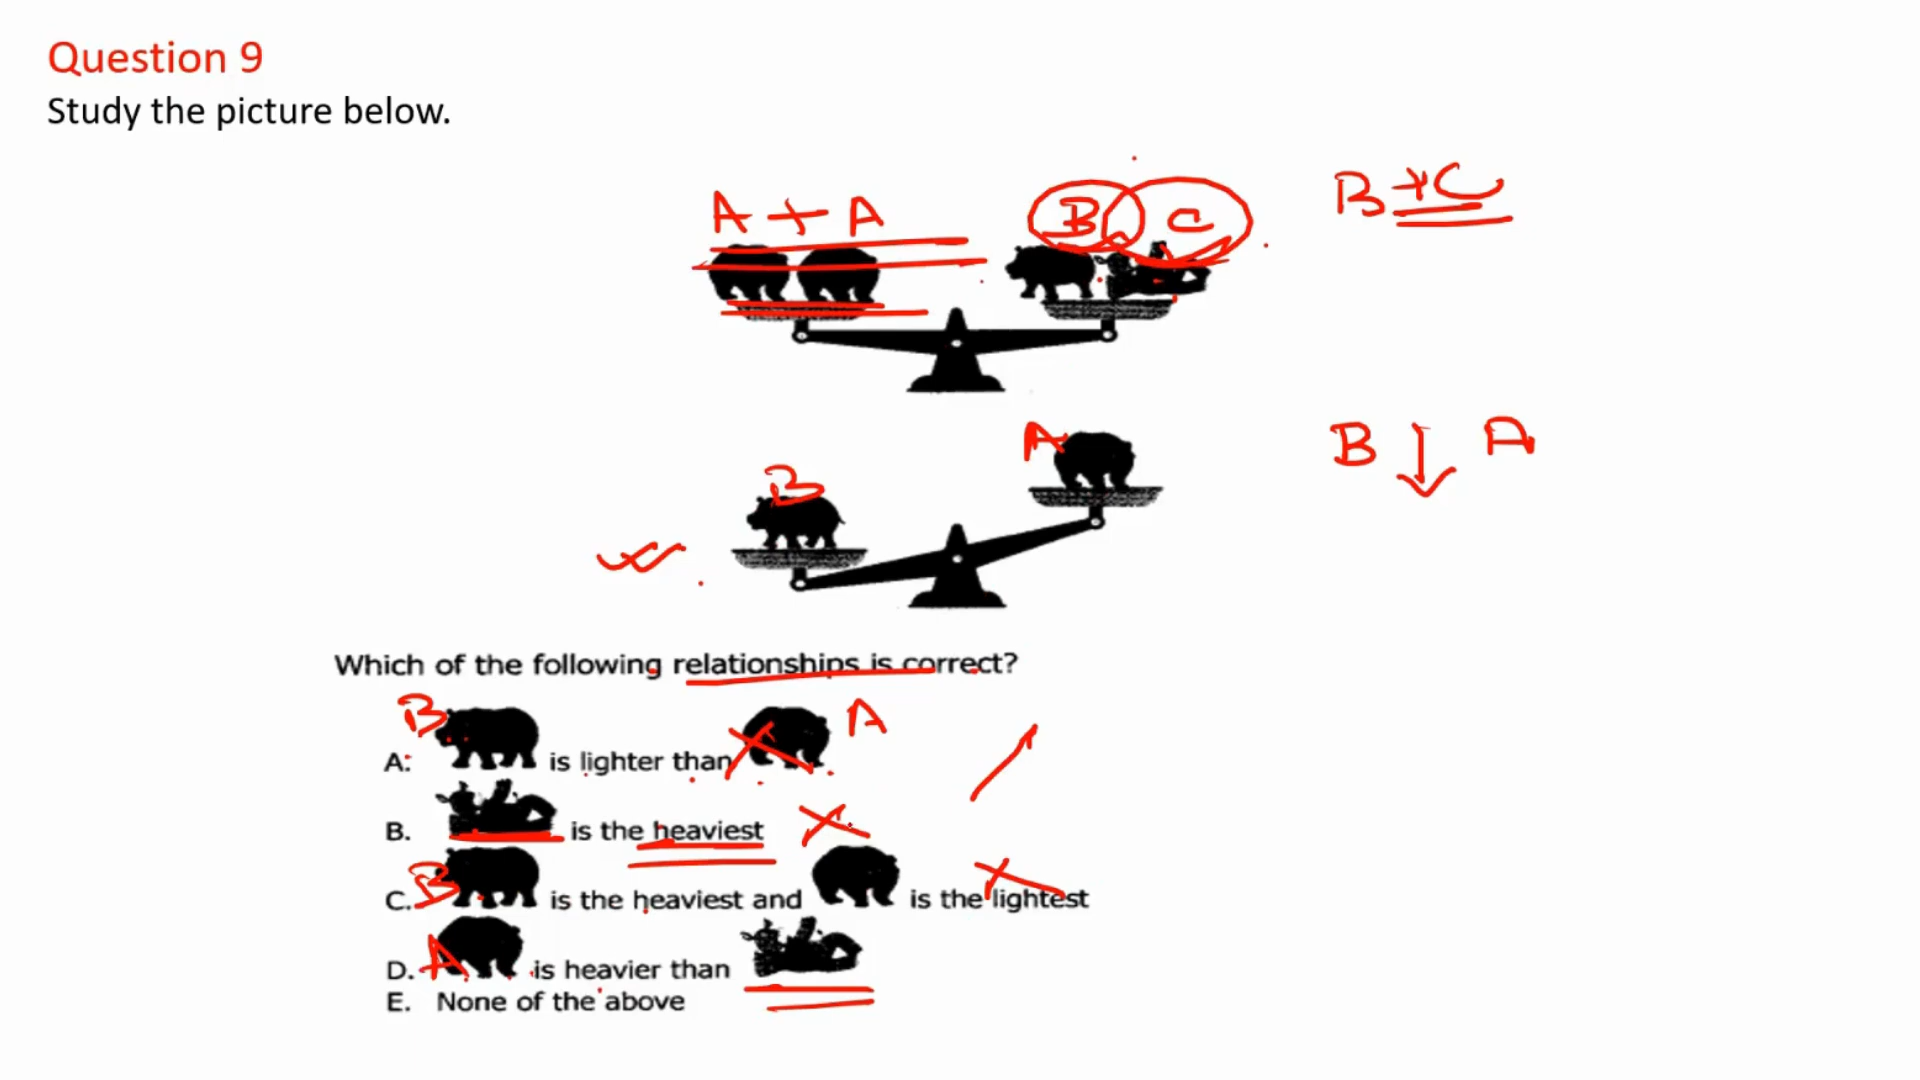 Question 9
Study the picture below.
A + A
B C
B + C
A
B
B ↓ A
Which of the following relationships is correct?
B A
A. is lighter than
B. is the heaviest
B
C. is the heaviest and is the lightest
A
D. is heavier than
E. None of the above